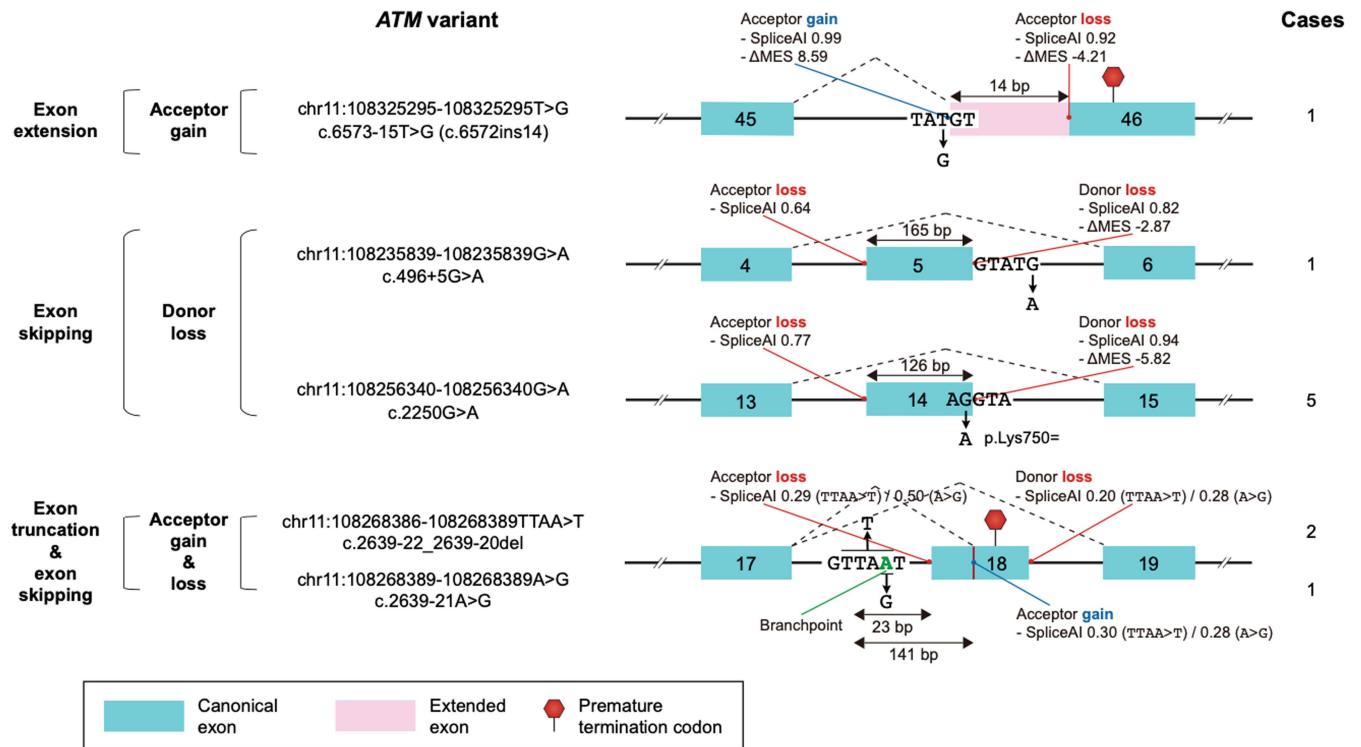 ATM variant
Cases
Exon
extension
Acceptor
gain
chr11:108325295-108325295T>G
c.6573-15T>G (c.6572ins14)
Acceptor gain
- SpliceAI 0.99
- ΔMES 8.59
Acceptor loss
- SpliceAI 0.92
- ΔMES -4.21
14 bp
45
TATGT
46
G
1
Exon
skipping
Donor
loss
chr11:108235839-108235839G>A
c.496+5G>A
Acceptor loss
- SpliceAI 0.64
Donor loss
- SpliceAI 0.82
- ΔMES -2.87
165 bp
4
5
GTATG
6
A
1
chr11:108256340-108256340G>A
c.2250G>A
Acceptor loss
- SpliceAI 0.77
Donor loss
- SpliceAI 0.94
- ΔMES -5.82
126 bp
13
14
AGGTA
15
A p.Lys750=
5
Exon
truncation
&
exon
skipping
Acceptor
gain
&
loss
chr11:108268386-108268389TTAA>T
c.2639-22_2639-20del
chr11:108268389-108268389A>G
c.2639-21A>G
Acceptor loss
- SpliceAI 0.29 (TTAA>T) / 0.50 (A>G)
Donor loss
- SpliceAI 0.20 (TTAA>T) / 0.28 (A>G)
T
17
GTTAAT
18
19
G
Branchpoint
23 bp
141 bp
Acceptor gain
- SpliceAI 0.30 (TTAA>T) / 0.28 (A>G)
2
1
Canonical
exon
Extended
exon
Premature
termination codon